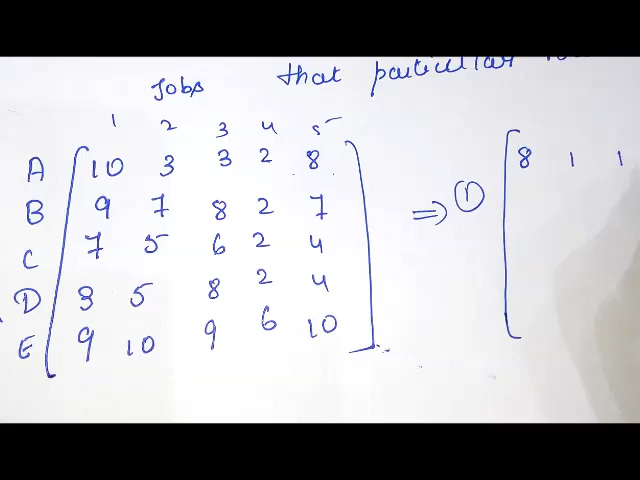 Jobs that particular
1 2 3 4 5
A 10 3 3 2 8
B 9 7 8 2 7
C 7 5 6 2 4
D 3 5 8 2 4
E 9 10 9 6 10
⇒ ① 8 1 1